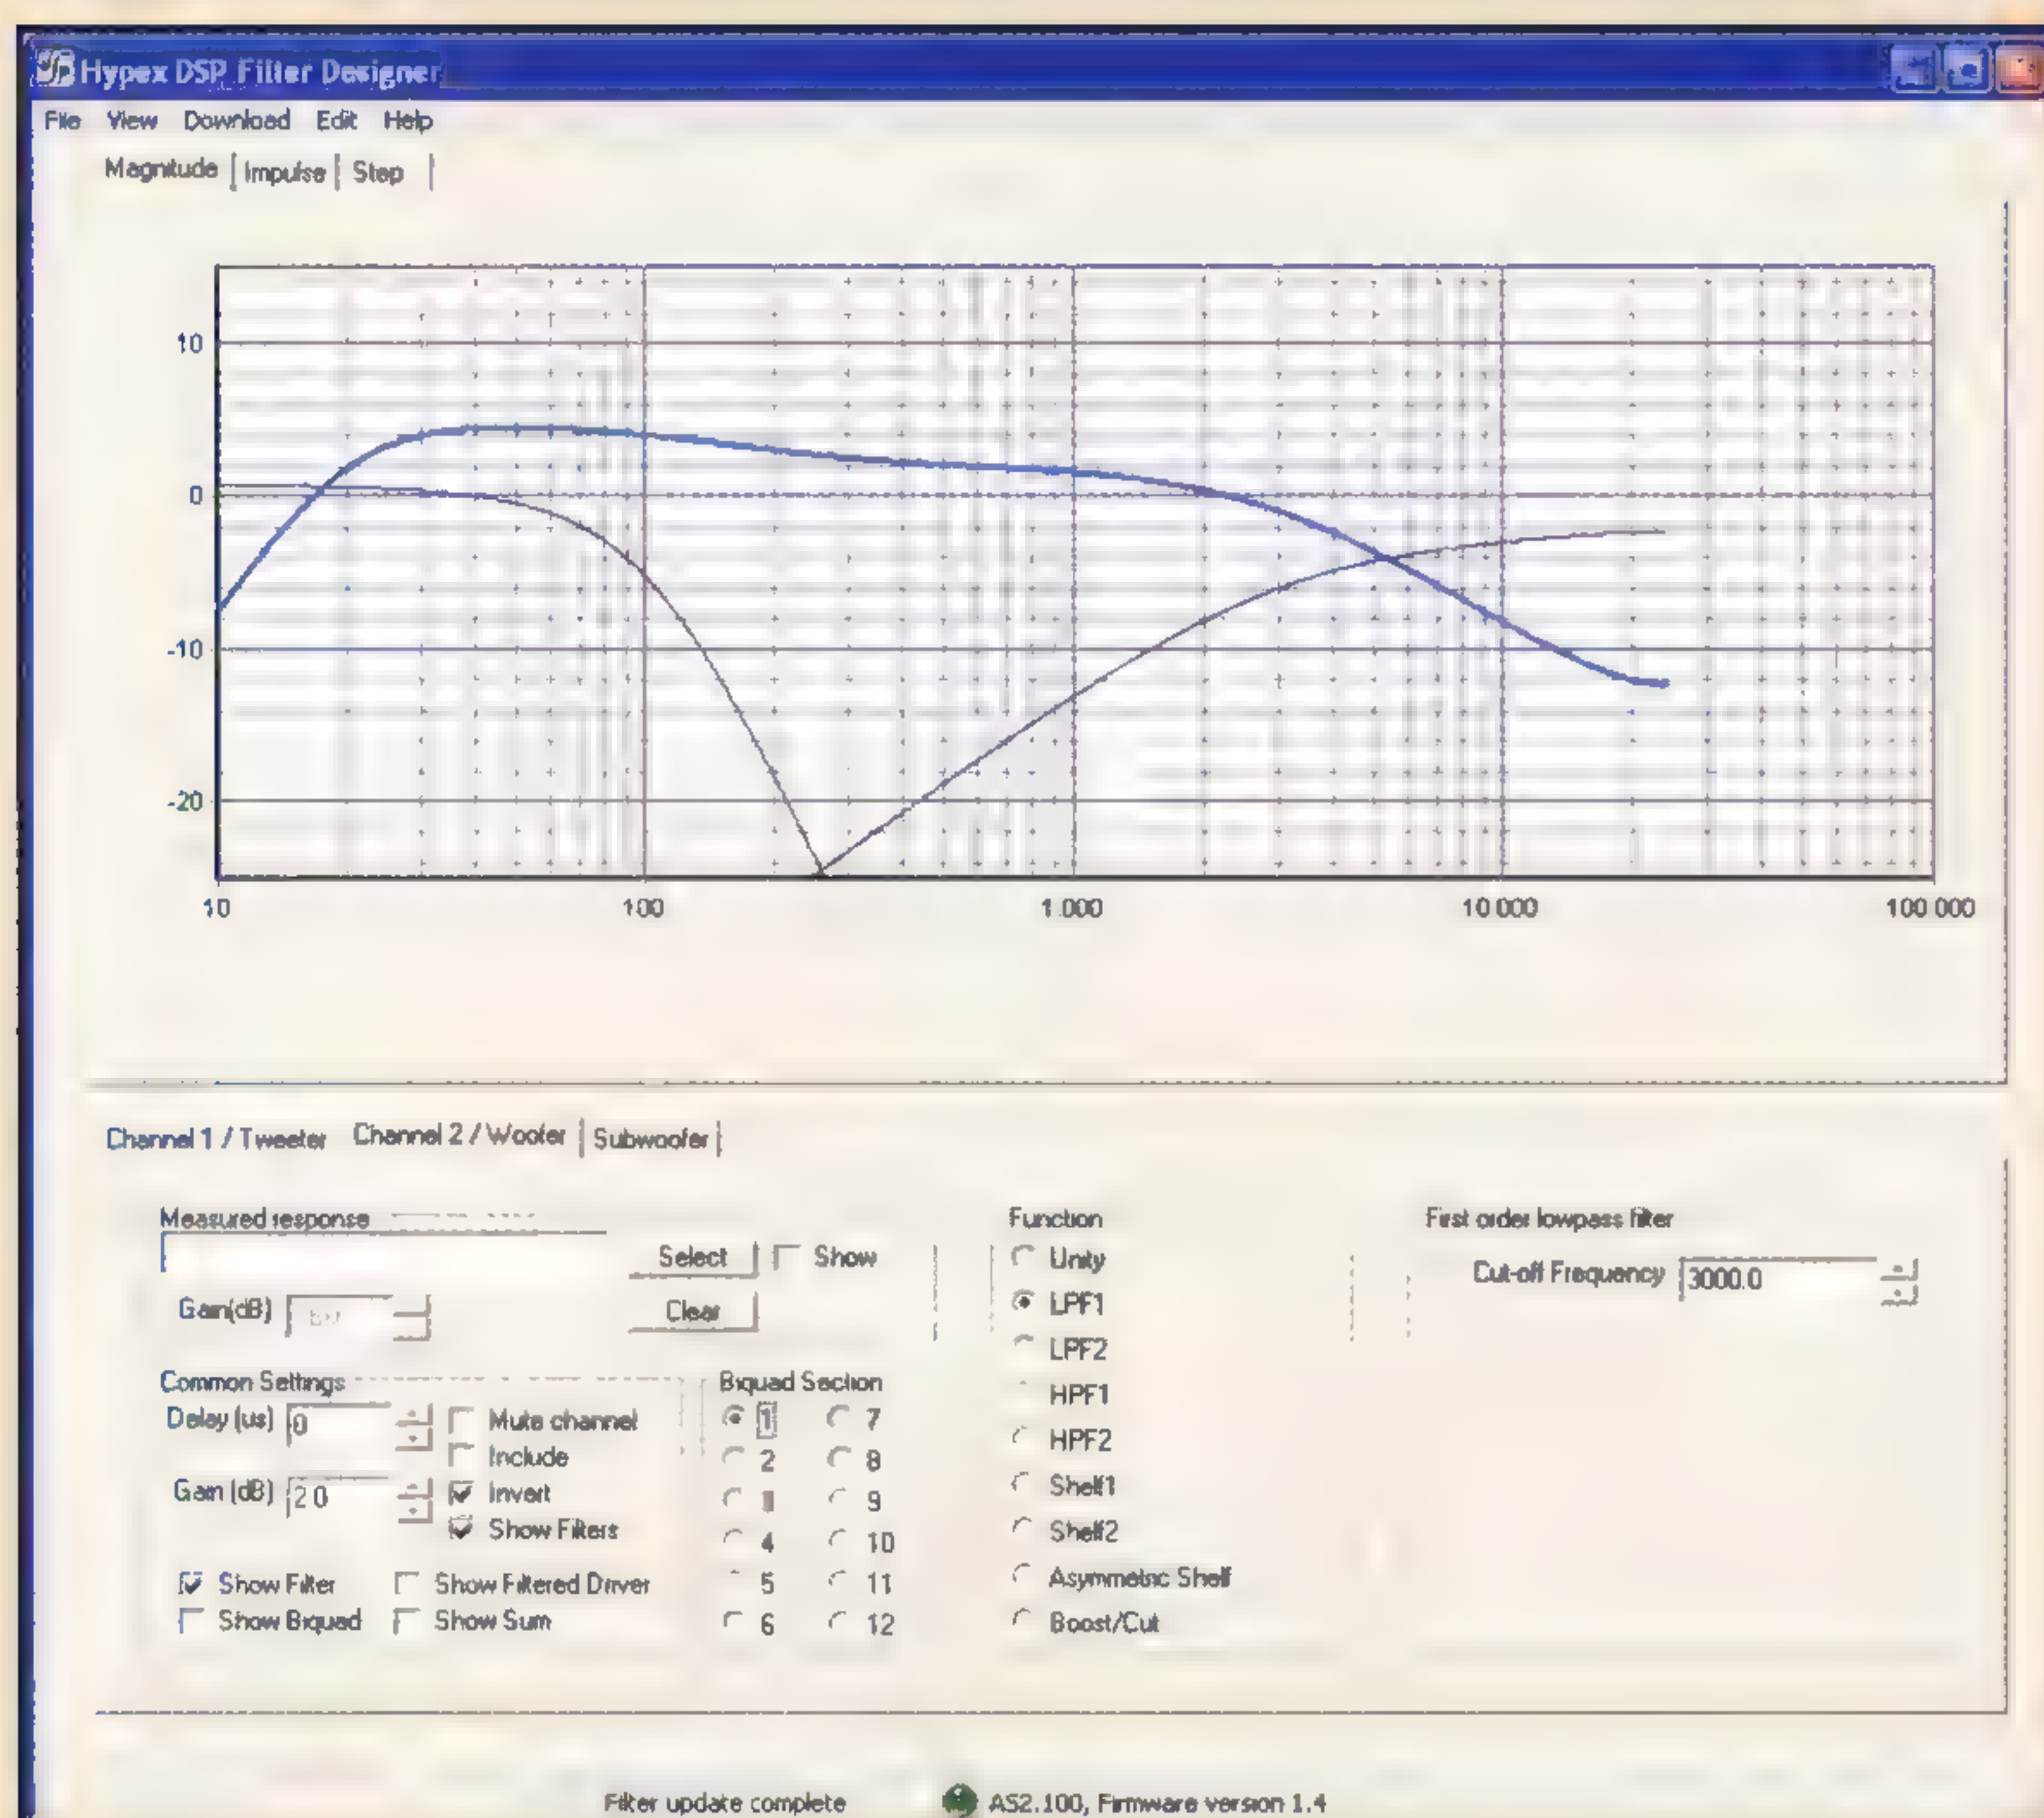 Hypex DSP Filter Designer
File View Download Edit Help
Magnitude Impulse Step
10
0
-10
-20
10 100 1.000 10 000 100 000
Channel 1 / Tweeter Channel 2 / Woofer Subwoofer
Measured response
Select Show
Gain(dB)
Clear
Common Settings
Delay (us) 0
Mute channel
Include
Gain (dB) 2 0
Invert
Show Filters
Show Filter Show Filtered Driver
Show Biquad Show Sum
Biquad Section
1 7
2 8
9
4 10
5 11
6 12
Function
Unity
LPF1
LPF2
HPF1
HPF2
Shelf1
Shelf2
Asymmetric Shelf
Boost/Cut
First order lowpass filter
Cut-off Frequency 3000.0
Filter update complete AS2.100, Firmware version 1.4